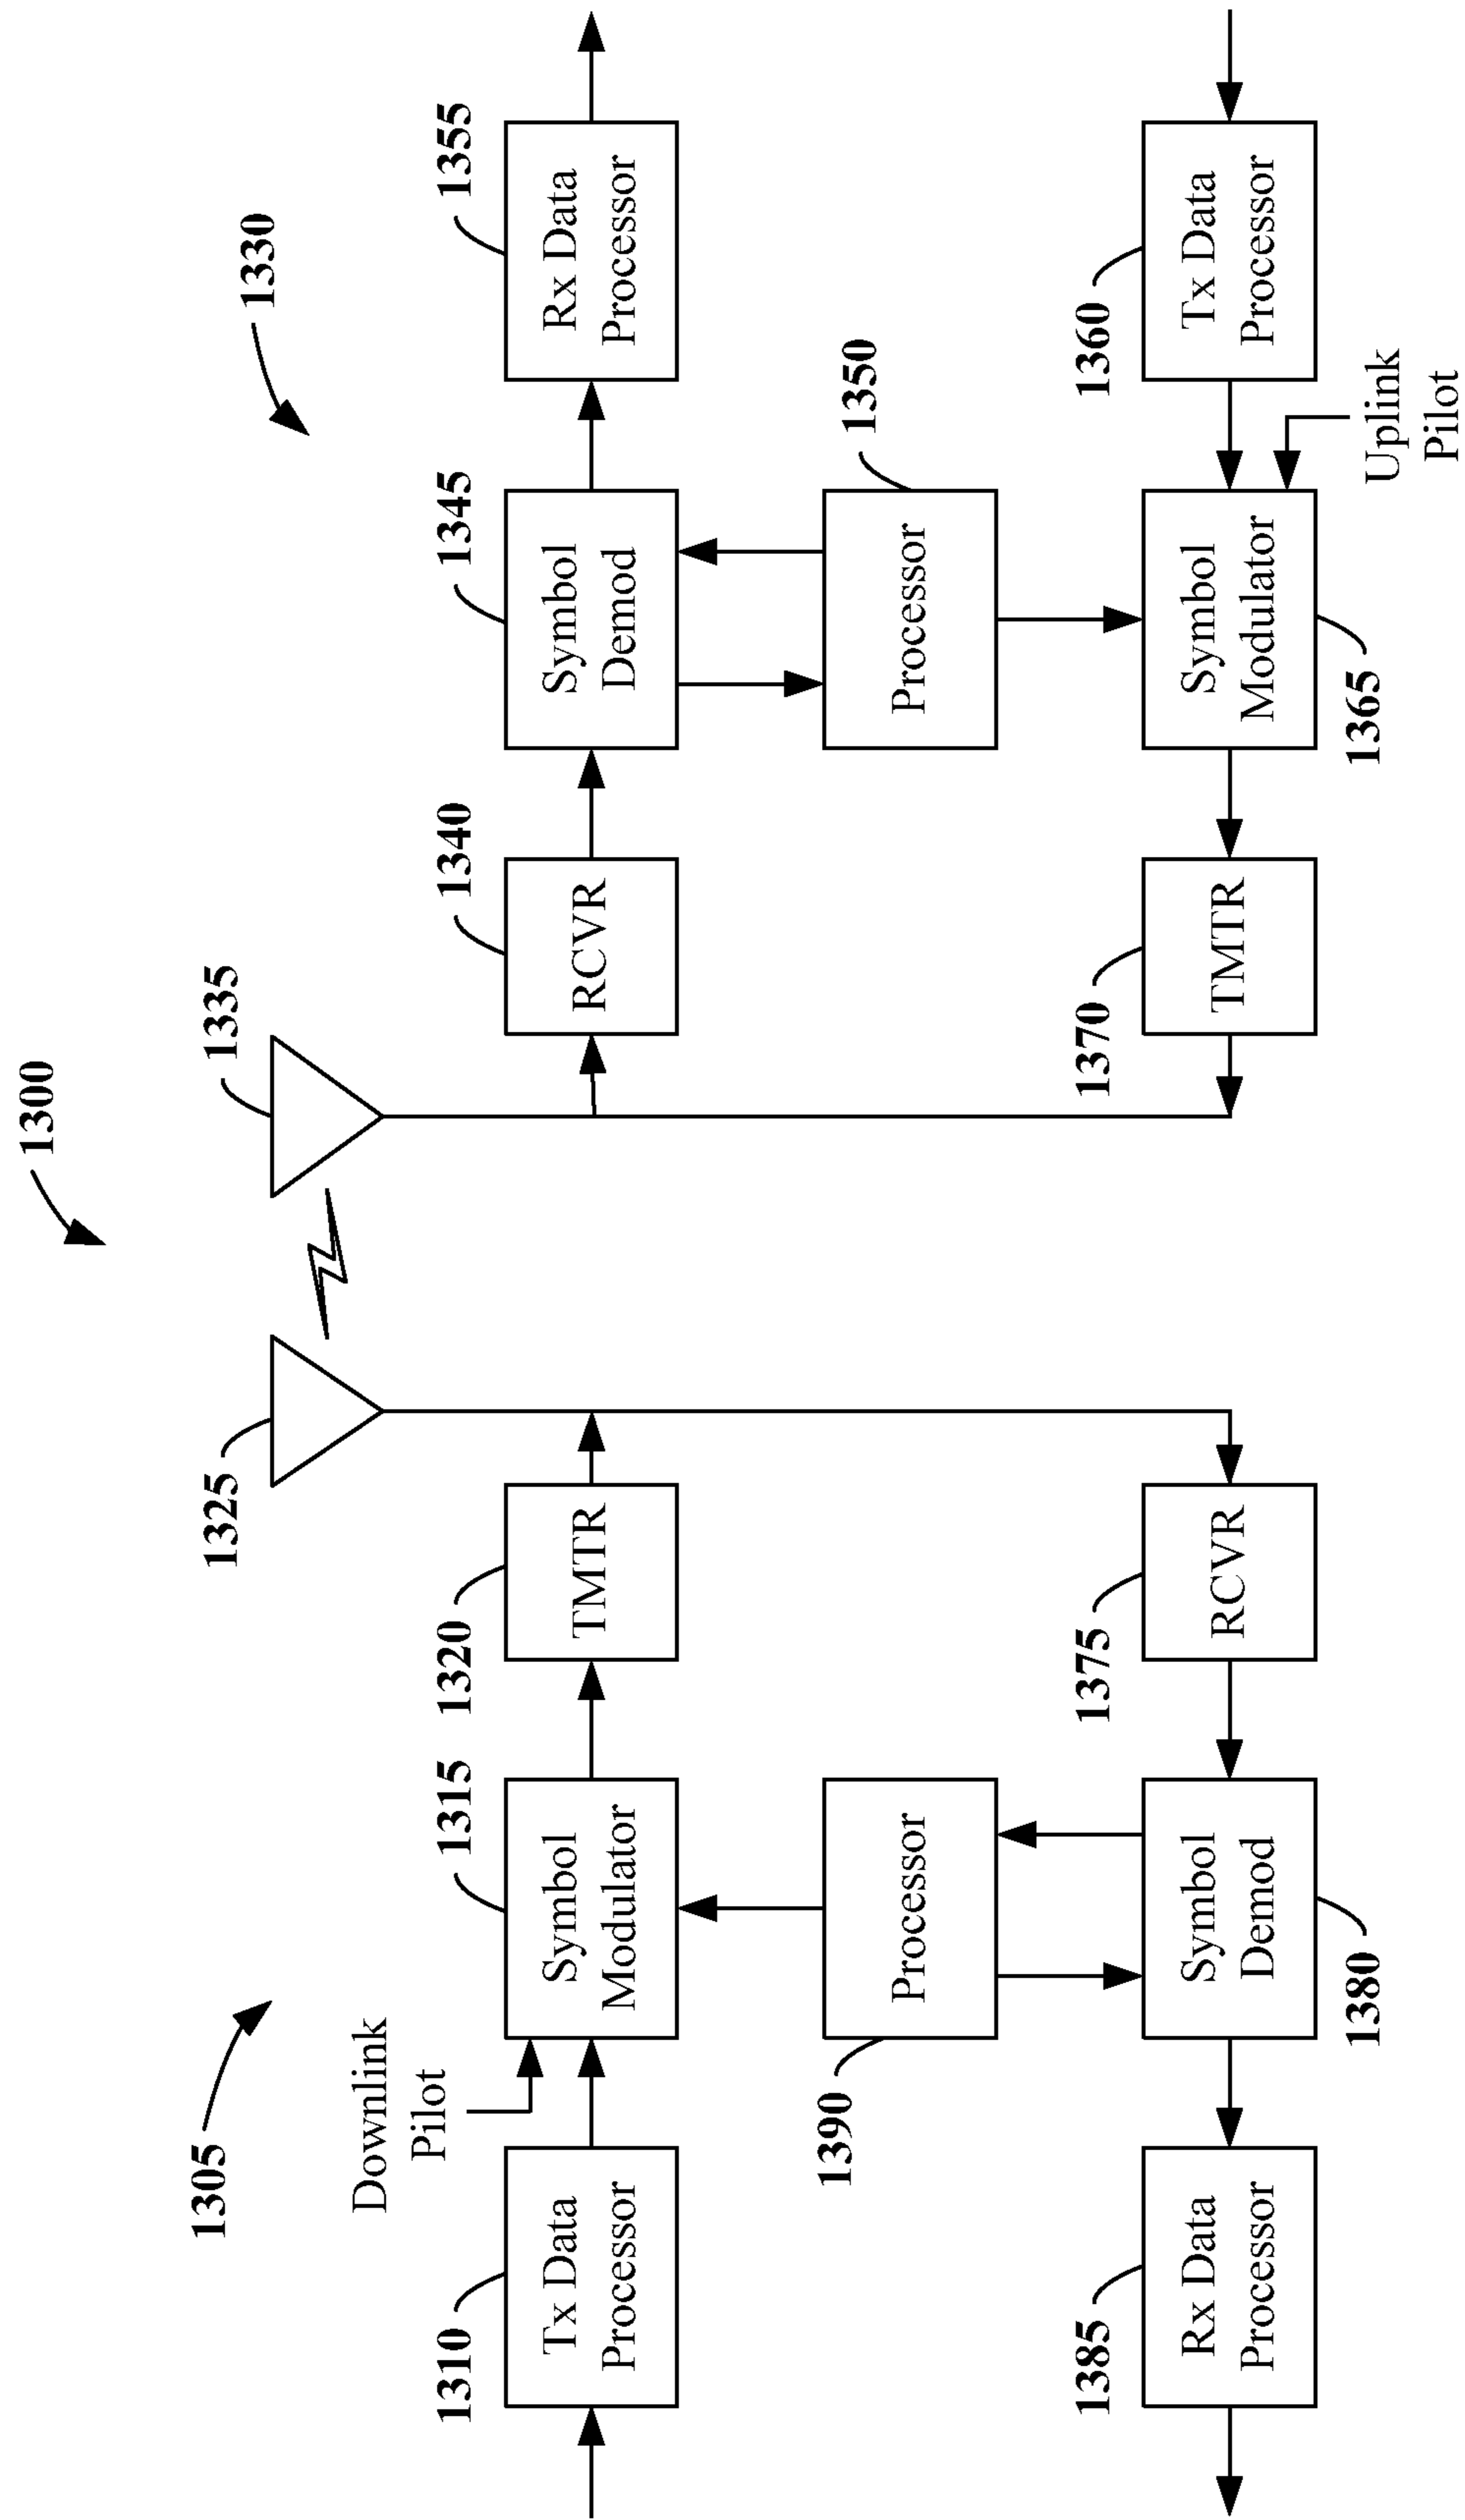 1300
1305
1325
1335
1330
Downlink
Pilot
1310
Tx Data
Processor
1315
Symbol
Modulator
1320
TMTR
1340
RCVR
1345
Symbol
Demod
1355
Rx Data
Processor
1390
Processor
1350
Processor
1385
Rx Data
Processor
1380
Symbol
Demod
1375
RCVR
1370
TMTR
1365
Symbol
Modulator
1360
Tx Data
Processor
Uplink
Pilot